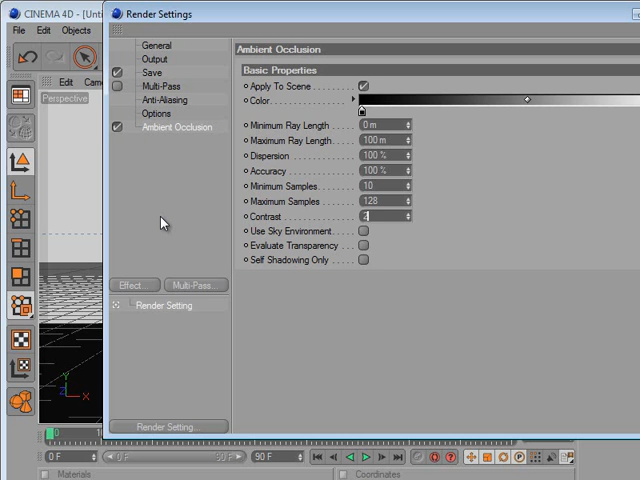 CINEMA 4D - [Unti
Render Settings
File Edit Objects
General
Ambient Occlusion
Output
Save
Basic Properties
Edit Came
Multi-Pass
Apply To Scene
Perspective
Anti-Aliasing
Color
Options
Ambient Occlusion
Minimum Ray Length 0 m
Maximum Ray Length 100 m
Dispersion 100 %
Accuracy 100 %
Minimum Samples 10
Maximum Samples 128
Contrast 2
Use Sky Environment
Evaluate Transparency
Self Shadowing Only
Effect... Multi-Pass...
Render Setting
Y
Z X
Render Setting...
0 F 0 F 90 F 90 F
Materials Coordinates